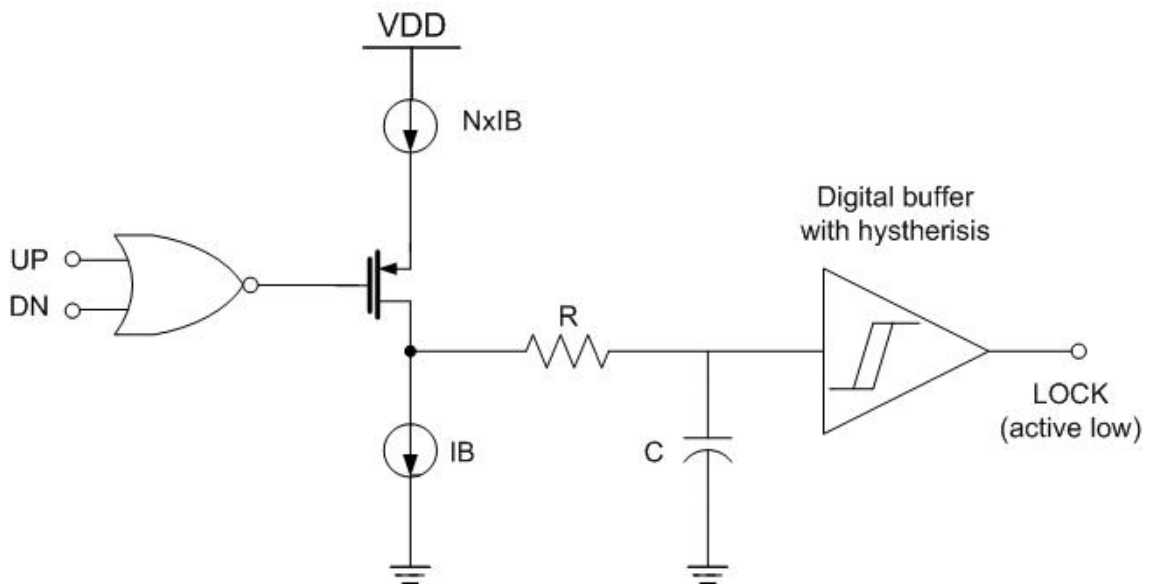 VDD
NxIB
Digital buffer
with hystherisis
UP
DN
R
LOCK
(active low)
IB
C